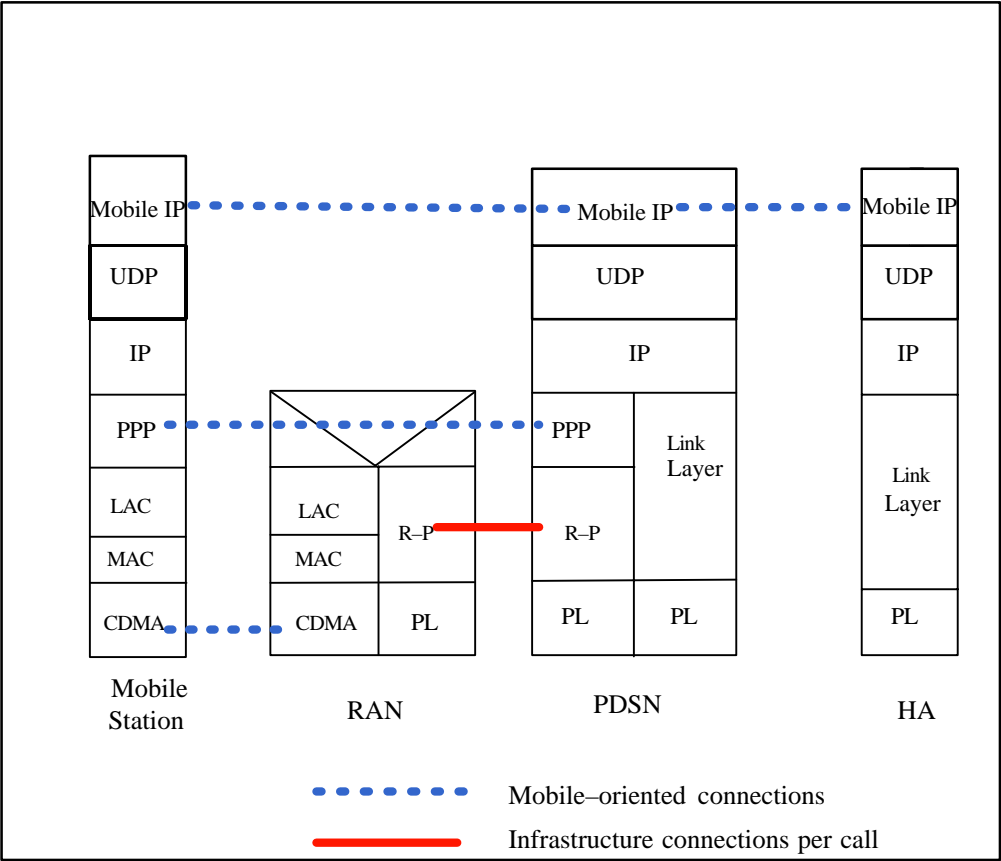 Mobile IP
Mobile IP
Mobile IP
UDP
UDP
UDP
IP
IP
IP
PPP
PPP
Link
Layer
Link
Layer
LAC
LAC
R–P
R–P
MAC
MAC
CDMA
CDMA
PL
PL
PL
PL
Mobile
Station
RAN
PDSN
HA
Mobile–oriented connections
Infrastructure connections per call